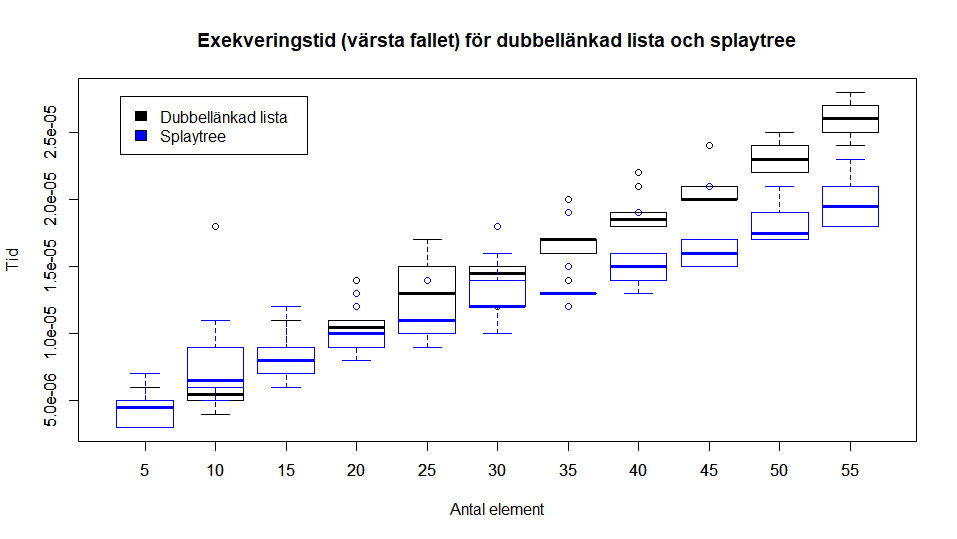 Exekveringstid (värsta fallet) för dubbellänkad lista och splaytree
Dubbellänkad lista
Splaytree
Tid
2.5e-05
2.0e-05
1.5e-05
1.0e-05
5.0e-06
5 10 15 20 25 30 35 40 45 50 55
Antal element